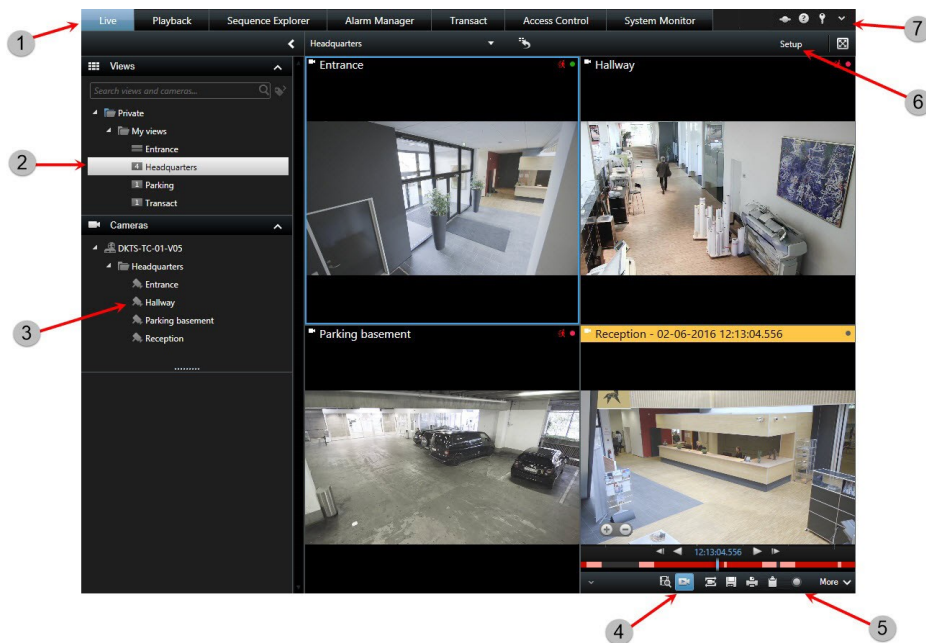 Live Playback Sequence Explorer Alarm Manager Transact Access Control System Monitor
1
7
Headquarters
Setup
6
Views
Search views and cameras...
Private
My views
Entrance
2
Headquarters
Parking
Transact
Cameras
DKTS-TC-01-V05
Headquarters
Entrance
3
Hallway
Parking basement
Reception
Entrance
Hallway
Parking basement
Reception - 02-06-2016 12:13:04.556
12:13:04.556
More
4
5